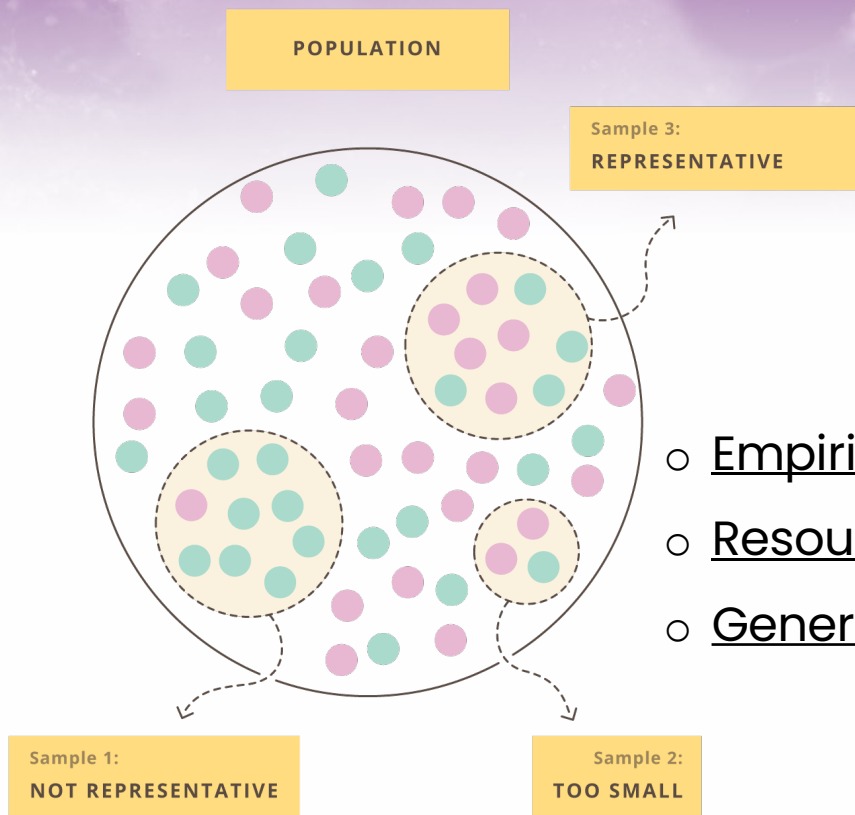 POPULATION
Sample 3:
REPRESENTATIVE
Empiri
Resou
Gener
Sample 1:
NOT REPRESENTATIVE
Sample 2:
TOO SMALL